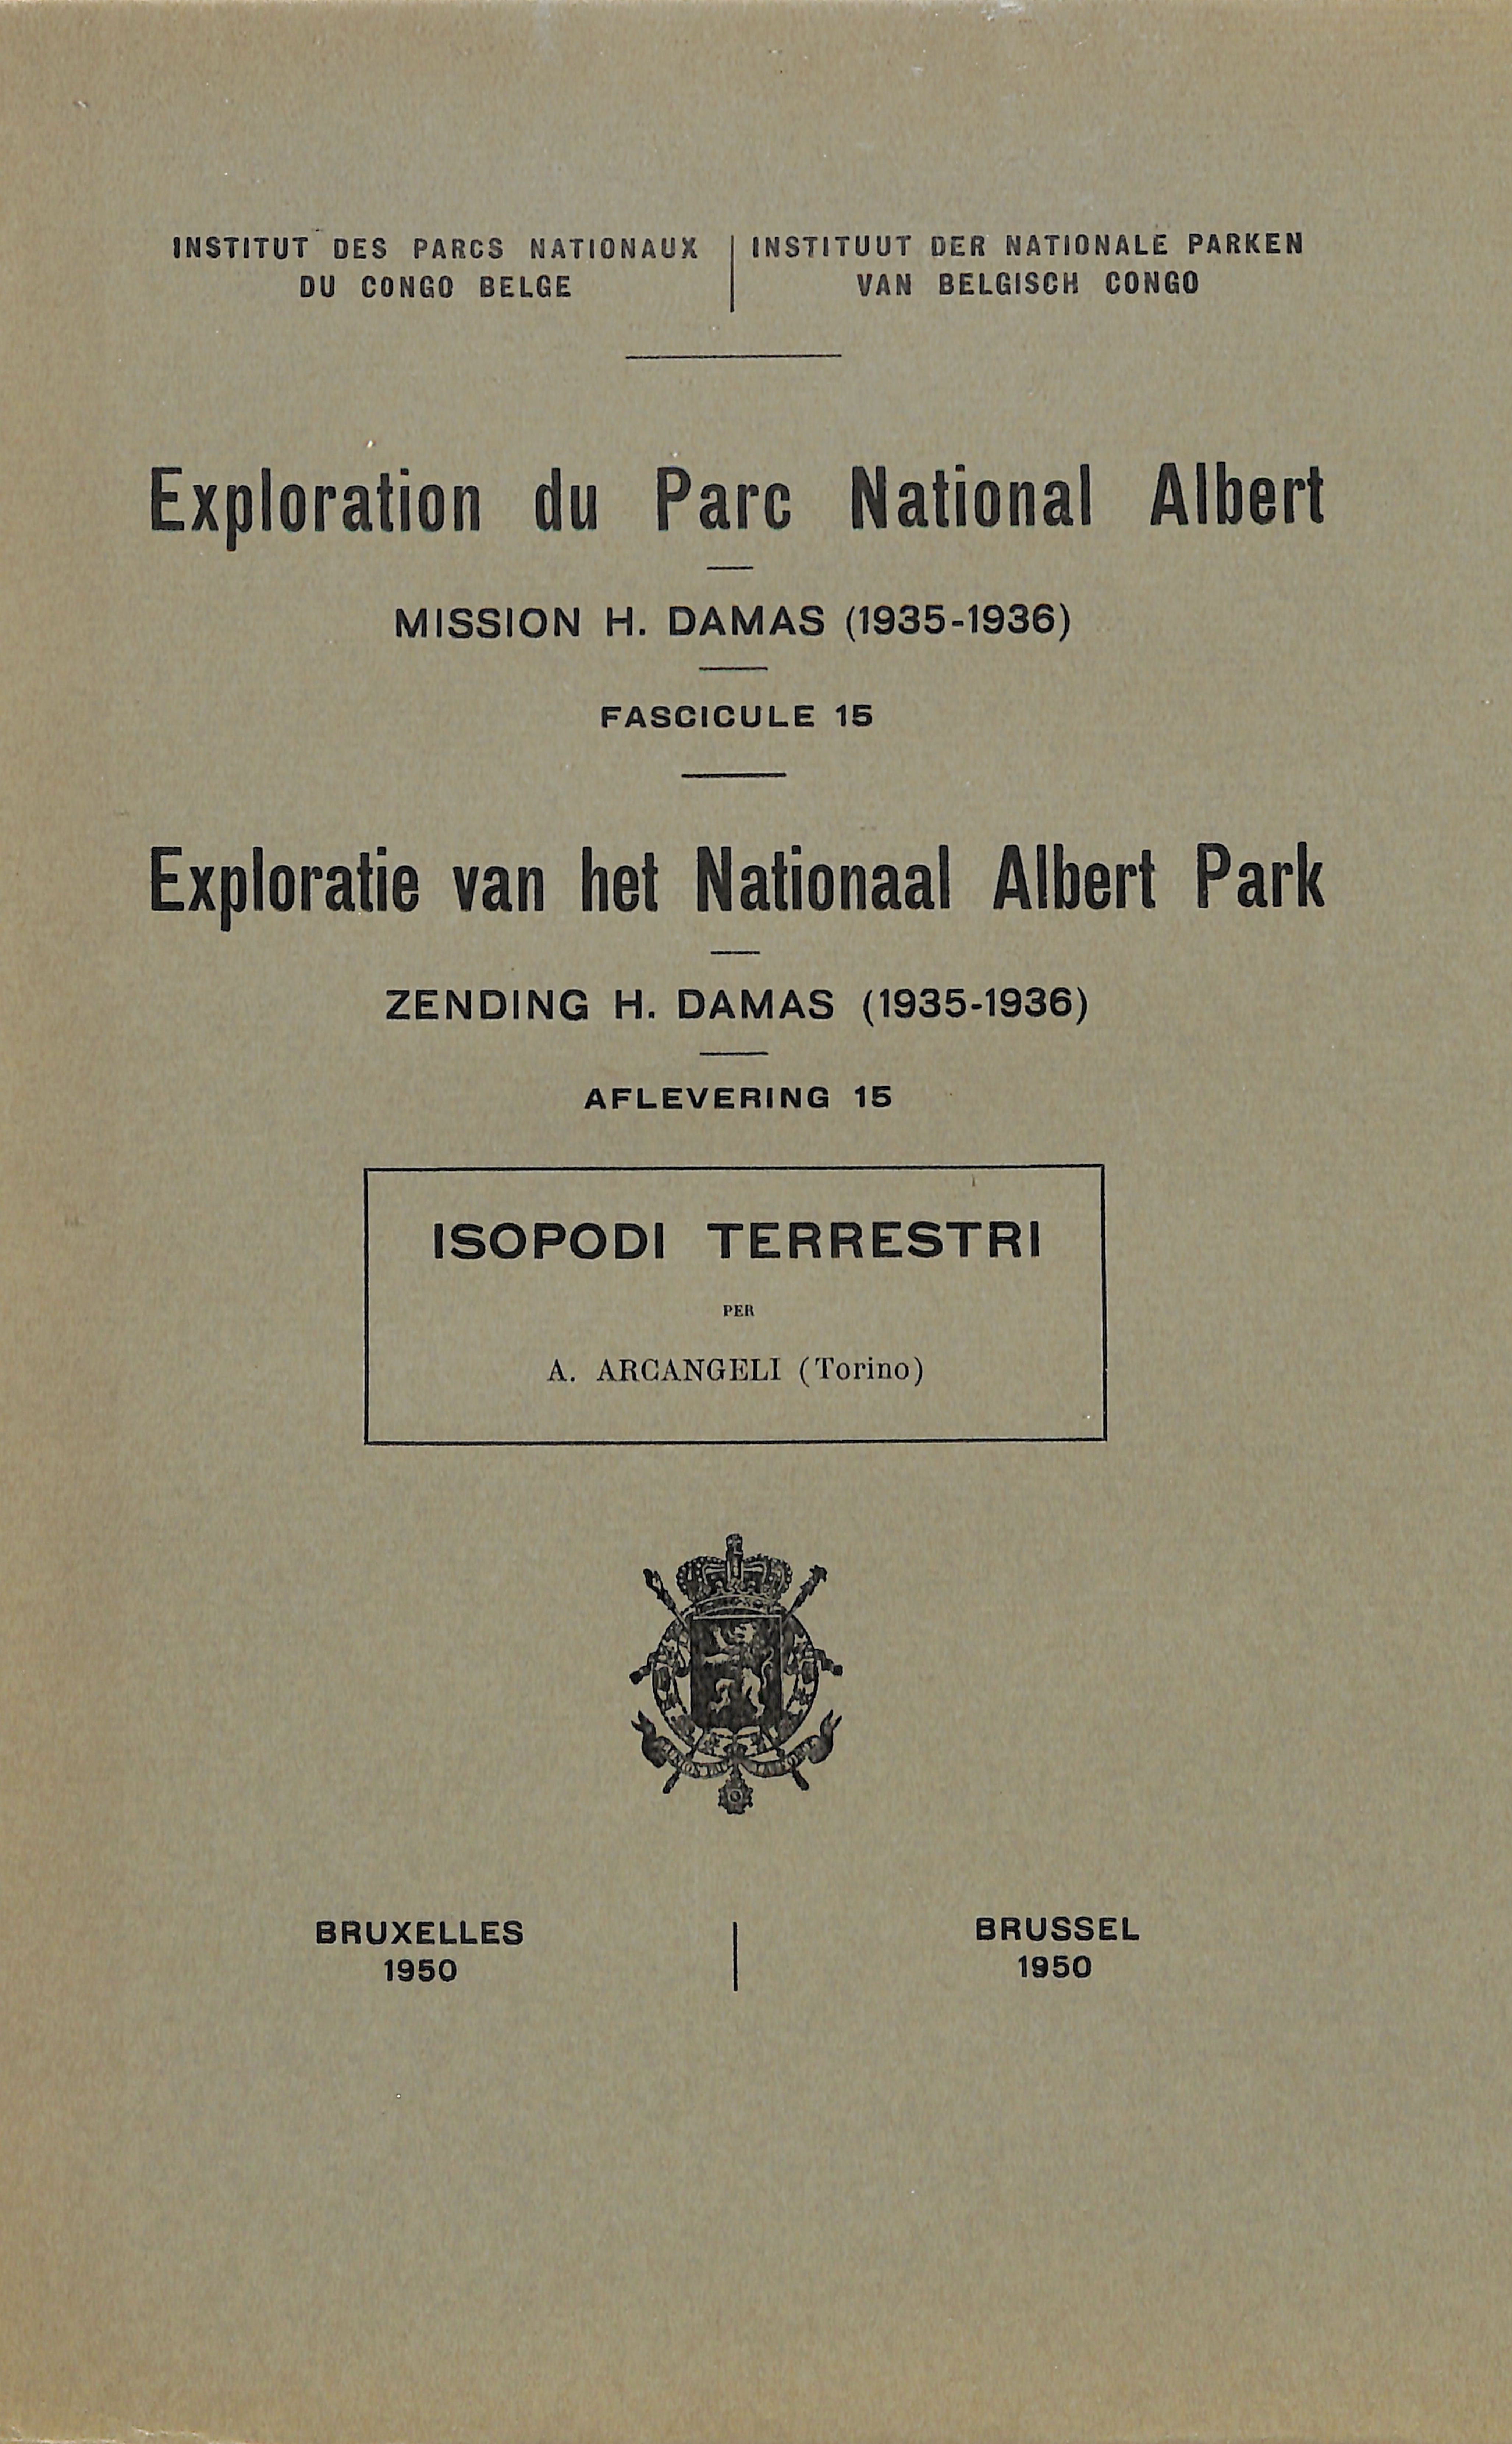 INSTITUT DES PARCS NATIONAUX
DU CONGO BELGE
INSTITUUT DER NATIONALE PARKEN
VAN BELGISCH CONGO
Exploration du Parc National Albert
MISSION H. DAMAS (1935-1936)
FASCICULE 15
Exploratie van het Nationaal Albert Park
ZENDING H. DAMAS (1935-1936)
AFLEVERING 15
ISOPODI TERRESTRI
PER
A. ARCANGELI (Torino)
BRUXELLES
1950
BRUSSEL
1950